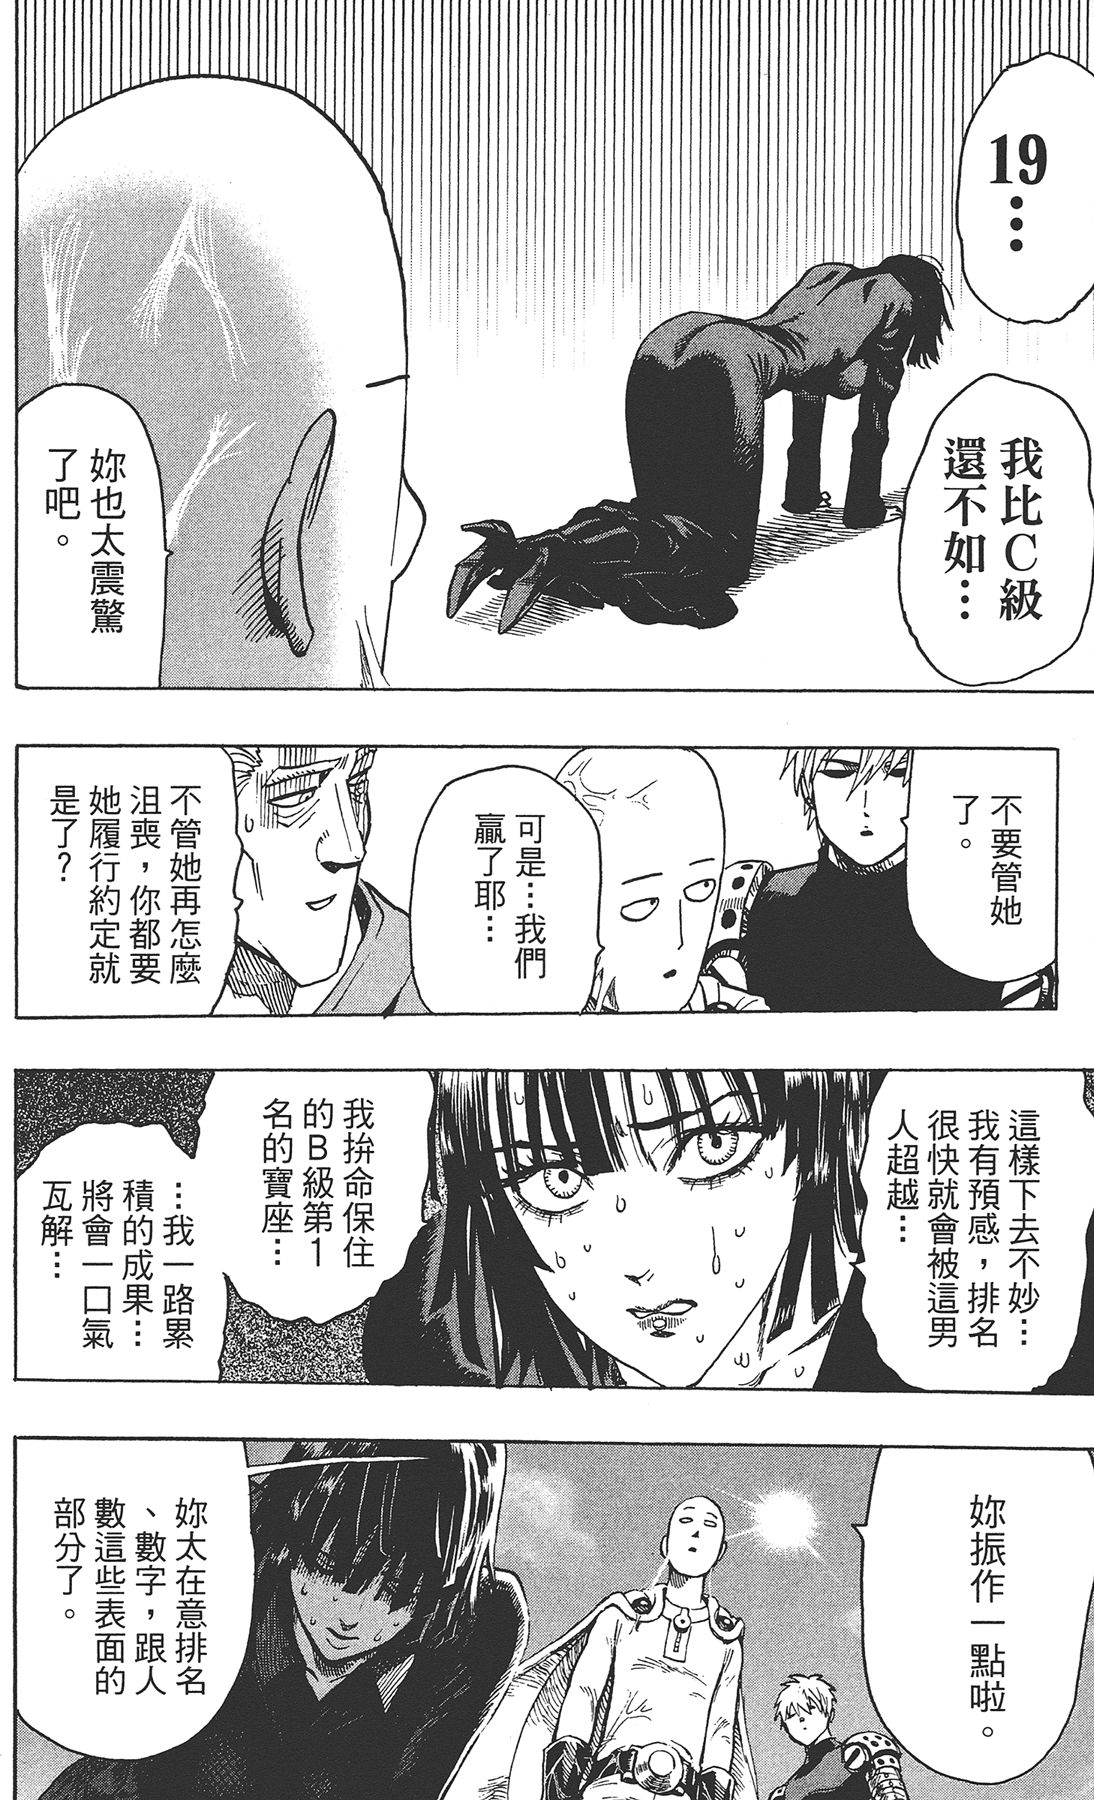 19…
我比C級
還不如…
妳也太震驚
了吧。
不要管她
了。
可是…我們
贏了耶…
不管她再怎麼
沮喪，你都要
她履行約定就
是了？
這樣下去不妙…
我有預感，排名
很快就會被這男
人超越…
我拚命保住
的B級第1
名的寶座…
…我一路累
積的成果…
將會一口氣
瓦解…
妳振作一點啦。
妳太在意排名
、數字，跟人
數這些表面的
部分了。